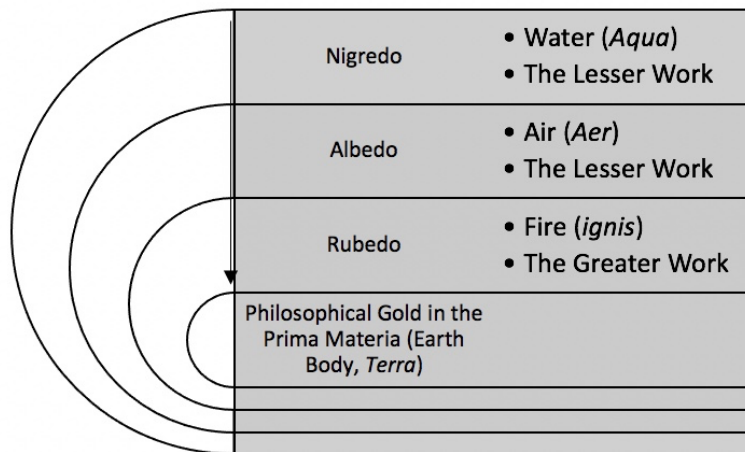 Nigredo
• Water (Aqua)
• The Lesser Work
Albedo
• Air (Aer)
• The Lesser Work
Rubedo
• Fire (ignis)
• The Greater Work
Philosophical Gold in the
Prima Materia (Earth
Body, Terra)